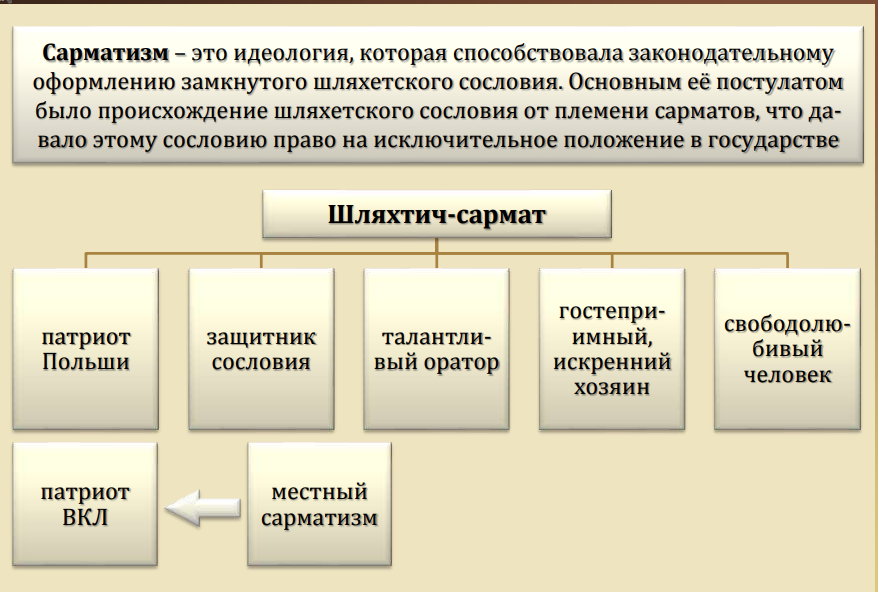 Сарматизм – это идеология, которая способствовала законодательному
оформлению замкнутого шляхетского сословия. Основным её постулатом
было происхождение шляхетского сословия от племени сарматов, что да-
вало этому сословию право на исключительное положение в государстве
Шляхтич-сармат
патриот
Польши
защитник
сословия
талантли-
вый оратор
гостепри-
имный,
искренний
хозяин
свободолю-
бивый
человек
патриот
ВКЛ
местный
сарматизм